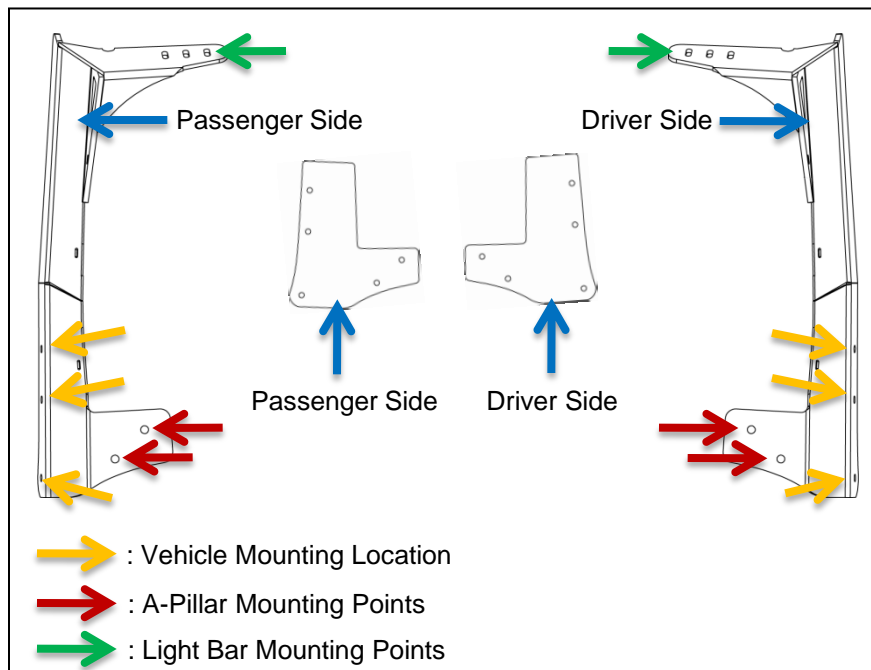 Passenger Side
Driver Side
Passenger Side
Driver Side
: Vehicle Mounting Location
: A-Pillar Mounting Points
: Light Bar Mounting Points